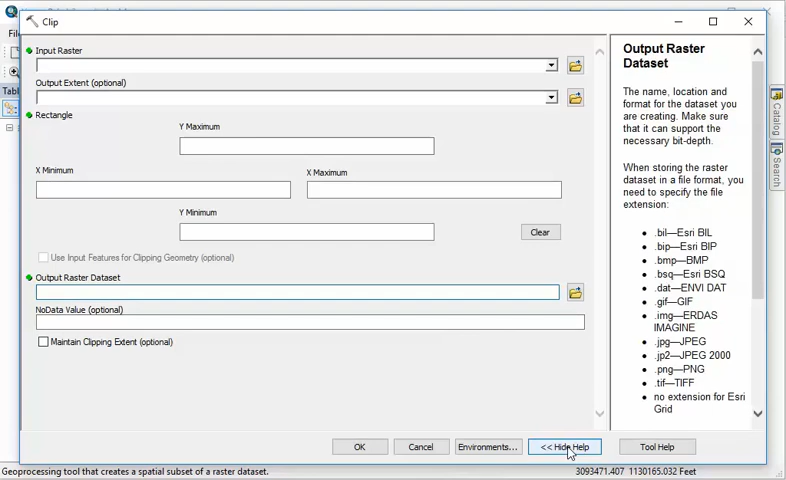 Clip
Fil
Tabl
Input Raster
Output Extent (optional)
Rectangle
Y Maximum
X Minimum
X Maximum
Y Minimum
Clear
Use Input Features for Clipping Geometry (optional)
Output Raster Dataset
NoData Value (optional)
Maintain Clipping Extent (optional)
OK
Cancel
Environments...
<< Hide Help
Tool Help
Output Raster
Dataset
The name, location and
format for the dataset you
are creating. Make sure
that it can support the
necessary bit-depth.
When storing the raster
dataset in a file format, you
need to specify the file
extension:
• .bil—Esri BIL
• .bip—Esri BIP
• .bmp—BMP
• .bsq—Esri BSQ
• .dat—ENVI DAT
• .gif—GIF
• .img—ERDAS
IMAGINE
• .jpg—JPEG
• .jp2—JPEG 2000
• .png—PNG
• .tif—TIFF
• no extension for Esri
Grid
Catalog
Search
Geoprocessing tool that creates a spatial subset of a raster dataset.
3093471.407 1130165.032 Feet